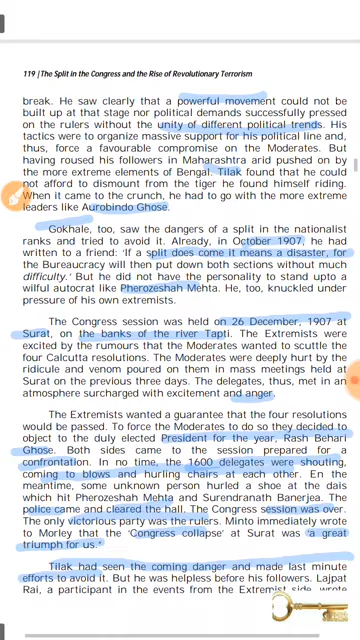 119 | The Split in the Congress and the Rise of Revolutionary Terrorism
break. He saw clearly that a powerful movement could not be
built up at that stage nor political demands successfully pressed
on the rulers without the unity of different political trends. His
tactics were to organize massive support for his political line and,
thus, force a favourable compromise on the Moderates. But
having roused his followers in Maharashtra arid pushed on by
the more extreme elements of Bengal. Tilak found that he could
not afford to dismount from the tiger he found himself riding.
When it came to the crunch, he had to go with the more extreme
leaders like Aurobindo Ghose.
Gokhale, too, saw the dangers of a split in the nationalist
ranks and tried to avoid it. Already, in October 1907, he had
written to a friend: 'If a split does come it means a disaster, for
the Bureaucracy will then put down both sections without much
difficulty.' But he did not have the personality to stand upto a
wilful autocrat like Pherozeshah Mehta. He, too, knuckled under
pressure of his own extremists.
The Congress session was held on 26 December, 1907 at
Surat, on the banks of the river Tapti. The Extremists were
excited by the rumours that the Moderates wanted to scuttle the
four Calcutta resolutions. The Moderates were deeply hurt by the
ridicule and venom poured on them in mass meetings held at
Surat on the previous three days. The delegates, thus, met in an
atmosphere surcharged with excitement and anger.
The Extremists wanted a guarantee that the four resolutions
would be passed. To force the Moderates to do so they decided to
object to the duly elected President for the year, Rash Behari
Ghose. Both sides came to the session prepared for a
confrontation. In no time, the 1600 delegates were shouting,
coming to blows and hurling chairs at each other. En the
meantime, some unknown person hurled a shoe at the dais
which hit Pherozeshah Mehta and Surendranath Banerjea. The
police came and cleared the hall. The Congress session was over.
The only victorious party was the rulers. Minto immediately wrote
to Morley that the 'Congress collapse' at Surat was 'a great
triumph for us.'
Tilak had seen the coming danger and made last minute
efforts to avoid it. But he was helpless before his followers. Lajpat
Rai, a participant in the events from the Extremist side, wrote